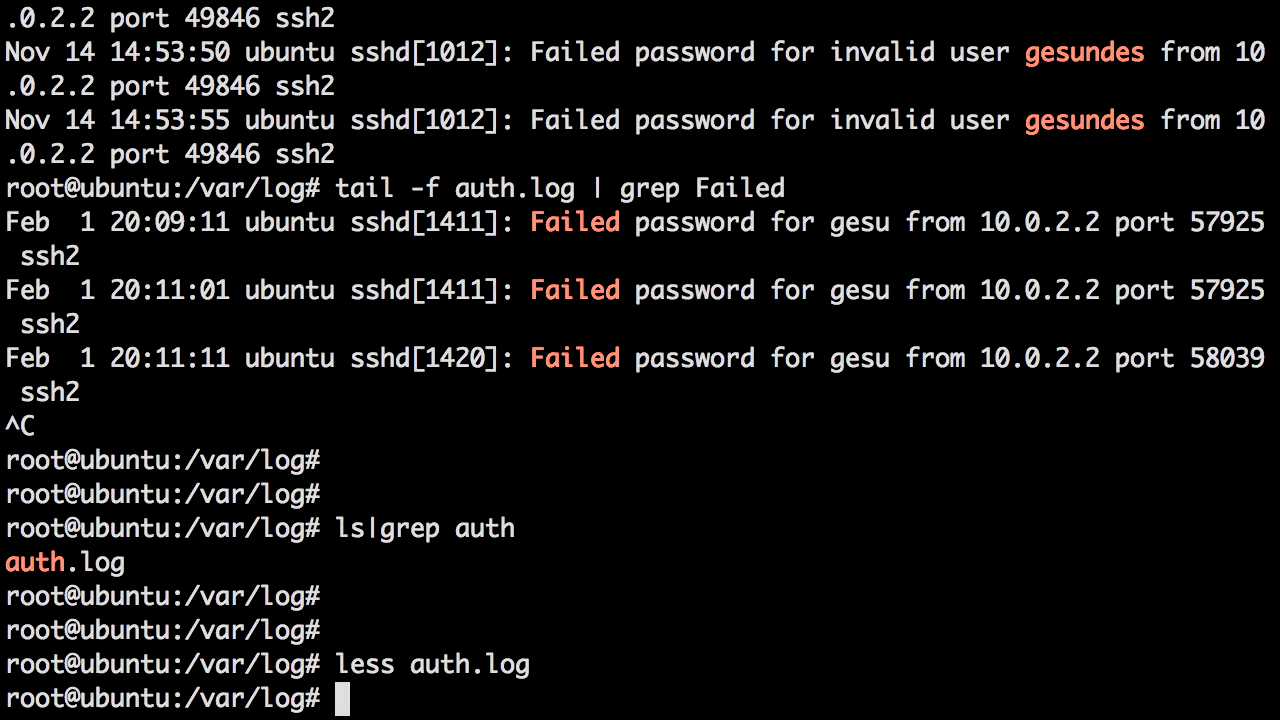 .0.2.2 port 49846 ssh2
Nov 14 14:53:50 ubuntu sshd[1012]: Failed password for invalid user gesundes from 10
.0.2.2 port 49846 ssh2
Nov 14 14:53:55 ubuntu sshd[1012]: Failed password for invalid user gesundes from 10
.0.2.2 port 49846 ssh2
root@ubuntu:/var/log# tail -f auth.log | grep Failed
Feb  1 20:09:11 ubuntu sshd[1411]: Failed password for gesu from 10.0.2.2 port 57925
 ssh2
Feb  1 20:11:01 ubuntu sshd[1411]: Failed password for gesu from 10.0.2.2 port 57925
 ssh2
Feb  1 20:11:11 ubuntu sshd[1420]: Failed password for gesu from 10.0.2.2 port 58039
 ssh2
^C
root@ubuntu:/var/log#
root@ubuntu:/var/log#
root@ubuntu:/var/log# ls|grep auth
auth.log
root@ubuntu:/var/log#
root@ubuntu:/var/log#
root@ubuntu:/var/log# less auth.log
root@ubuntu:/var/log#